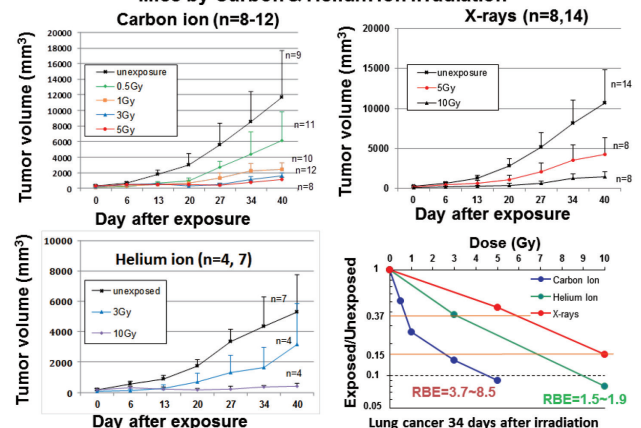 Mice by Carbon & Helium Ion Irradiation
Carbon ion (n=8-12)
Tumor volume (mm3)
20000
18000
16000
14000
12000
10000
8000
6000
4000
2000
0
unexposure
0.5Gy
1Gy
3Gy
5Gy
n=9
n=11
n=10
n=12
n=8
0 6 13 20 27 34 40
Day after exposure
X-rays (n=8,14)
Tumor volume (mm3)
20000
15000
10000
5000
0
unexposure
5Gy
10Gy
n=14
n=8
n=8
0 6 13 20 27 34 40
Day after exposure
Helium ion (n=4, 7)
Tumor volume (mm3)
10000
8000
6000
4000
2000
0
unexposed
3Gy
10Gy
n=7
n=4
n=4
0 6 13 20 27 34 40
Day after exposure
Dose (Gy)
0 1 2 3 4 5 6 7 8 9 10
Exposed/Unexposed
1
0.37
0.15
0.1
0.05
Carbon Ion
Helium Ion
X-rays
RBE=3.7~8.5
RBE=1.5~1.9
Lung cancer 34 days after irradiation